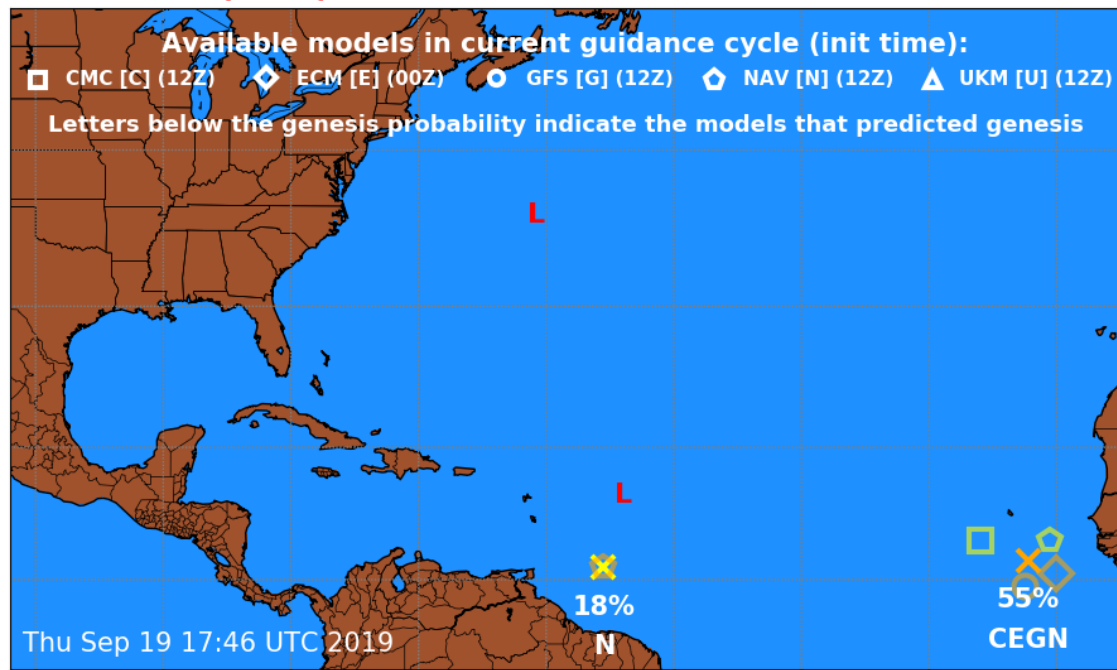 Available models in current guidance cycle (init time):
CMC [C] (12Z) ECM [E] (00Z) GFS [G] (12Z) NAV [N] (12Z) UKM [U] (12Z)
Letters below the genesis probability indicate the models that predicted genesis
L
L
18%
55%
N
CEGN
Thu Sep 19 17:46 UTC 2019